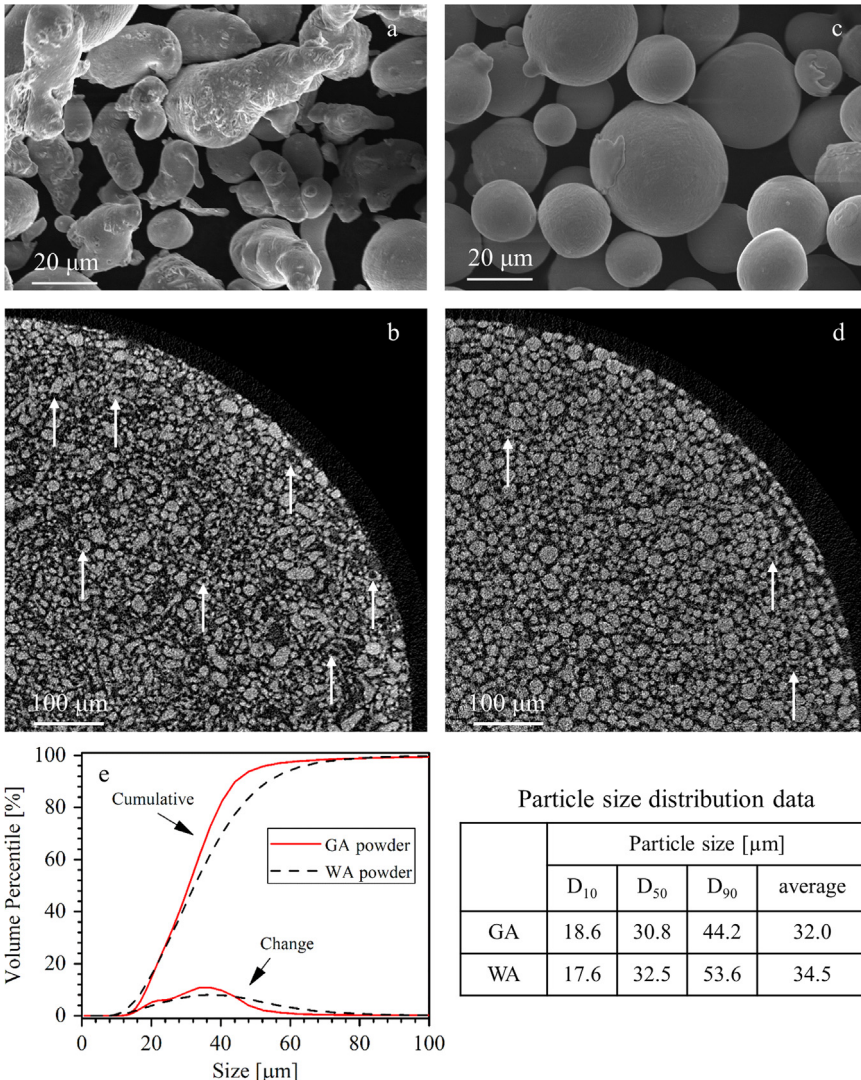 a
20 μm
c
20 μm
b
100 μm
d
100 μm
e
Cumulative
GA powder
WA powder
Change
Volume Percentile [%]
100
80
60
40
20
0
0 20 40 60 80 100
Size [μm]
Particle size distribution data
Particle size [μm]
D10 D50 D90 average
GA 18.6 30.8 44.2 32.0
WA 17.6 32.5 53.6 34.5